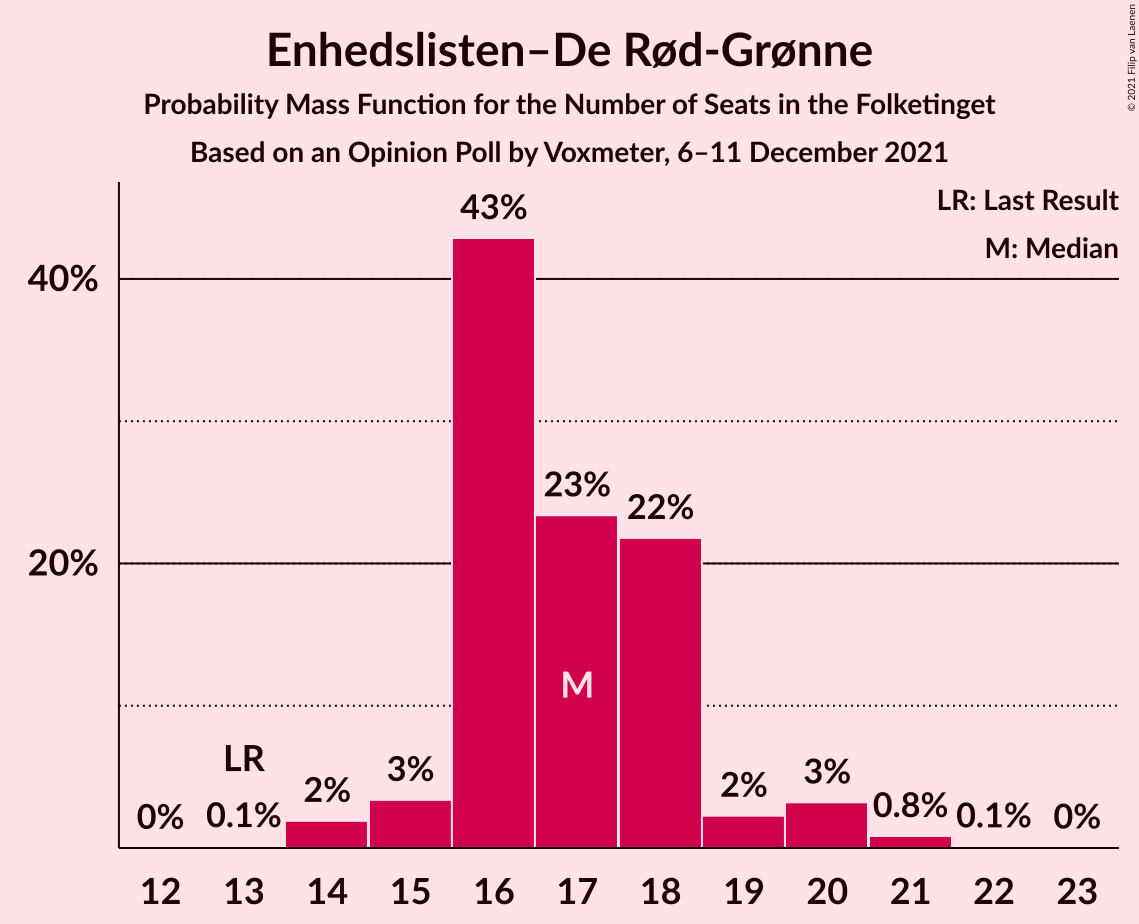 Enhedslisten–De Rød-Grønne
Probability Mass Function for the Number of Seats in the Folketinget
Based on an Opinion Poll by Voxmeter, 6–11 December 2021
© 2021 Filip van Laenen
LR: Last Result
M: Median
43%
40%
23%
22%
20%
M
LR
0%
0.1%
2%
3%
2%
3%
0.8%
0.1%
0%
12 13 14 15 16 17 18 19 20 21 22 23